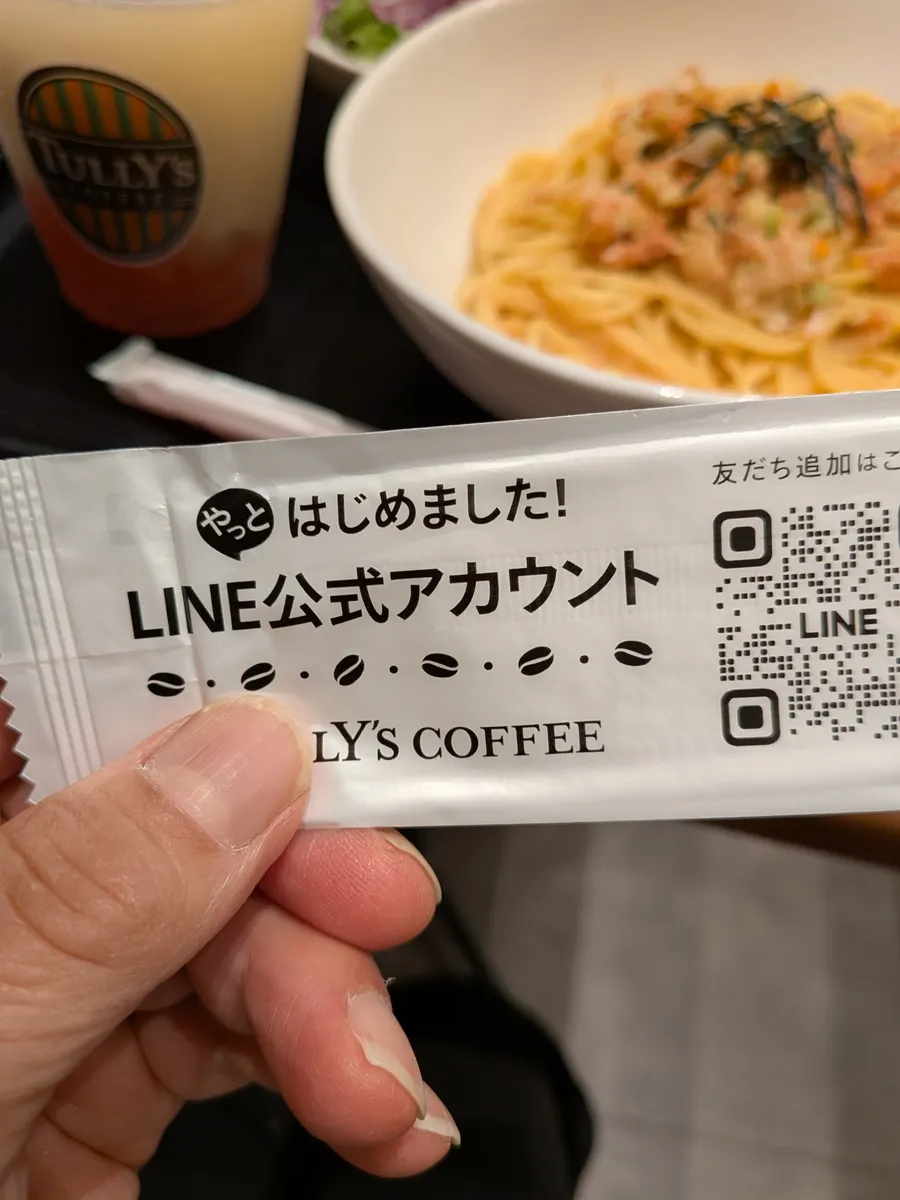 TULLY'S
COFFEE
やっと はじめました!
LINE公式アカウント
LY'S COFFEE
友だち追加はこ
LINE